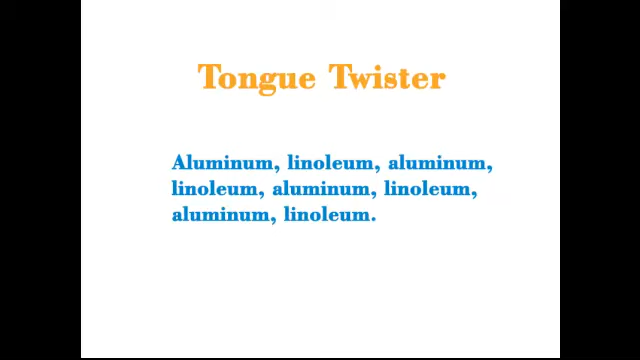 Tongue Twister
Aluminum, linoleum, aluminum,
linoleum, aluminum, linoleum,
aluminum, linoleum.